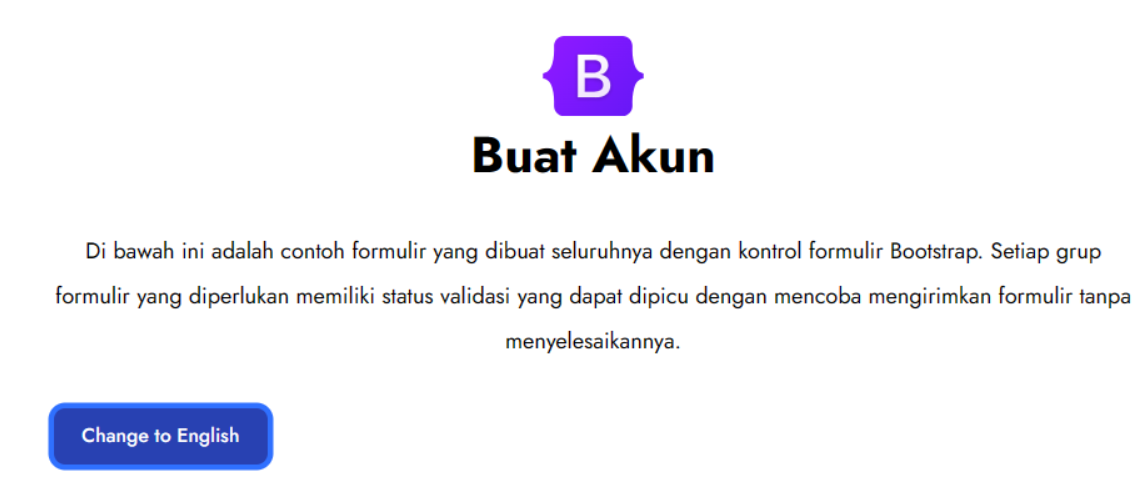 B
Buat Akun
Di bawah ini adalah contoh formulir yang dibuat seluruhnya dengan kontrol formulir Bootstrap. Setiap grup
formulir yang diperlukan memiliki status validasi yang dapat dipicu dengan mencoba mengirimkan formulir tanpa
menyelesaikannya.
Change to English